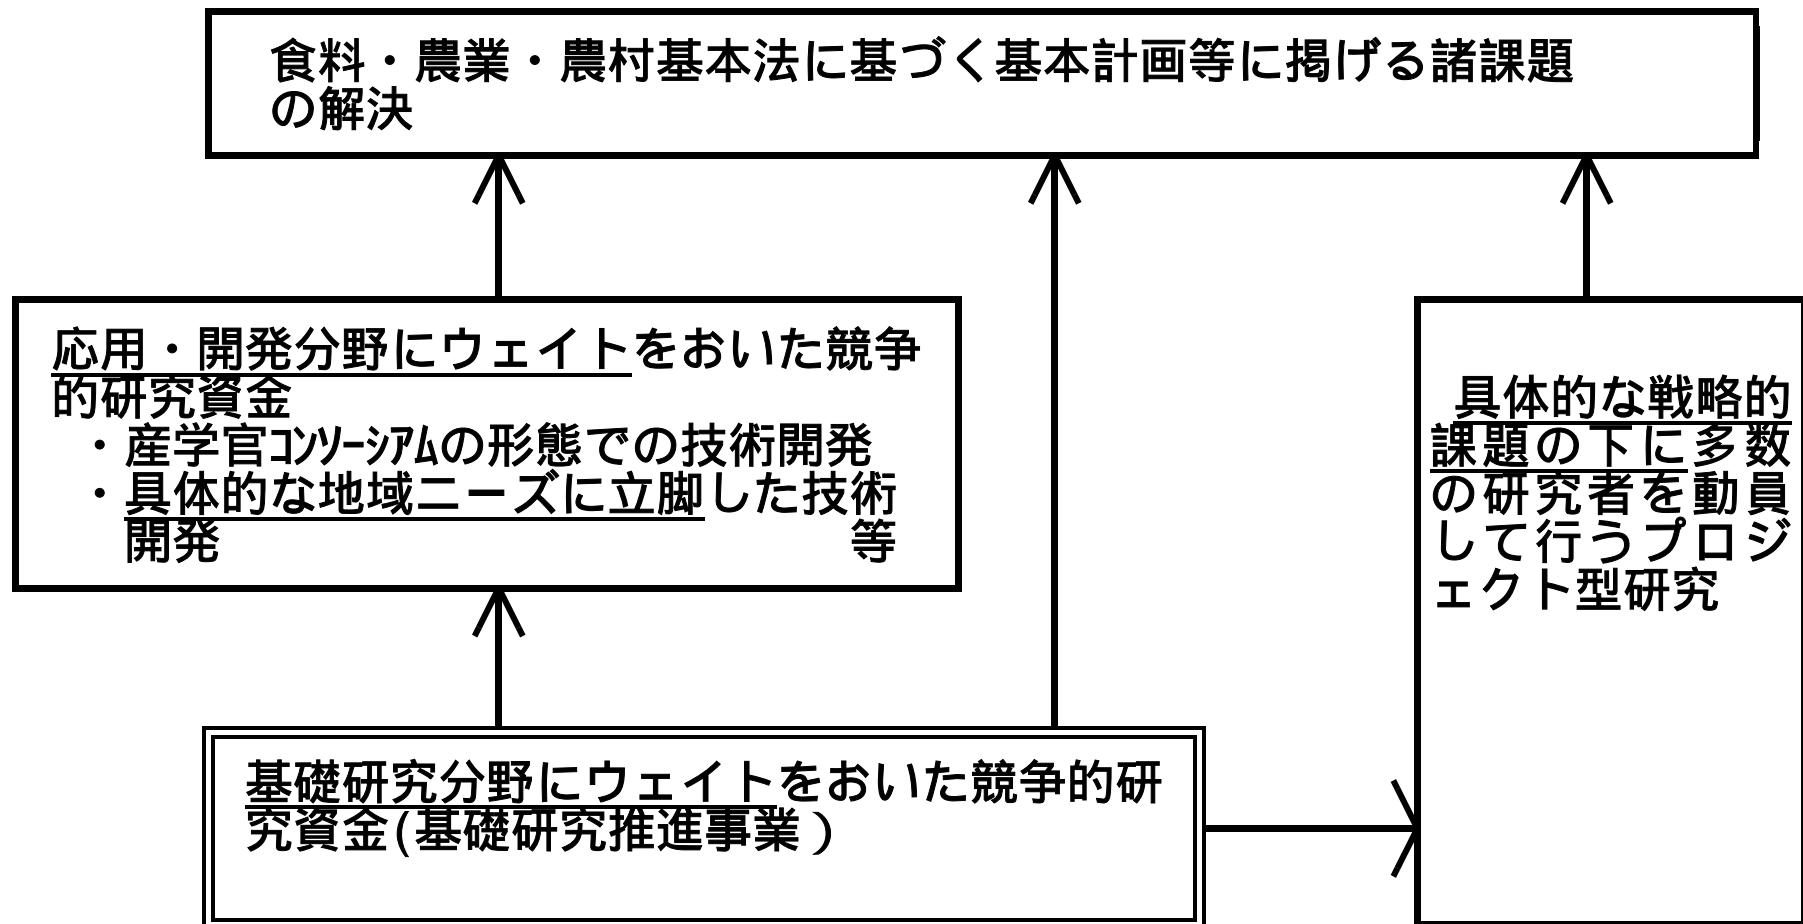 食料・農業・農村基本法に基づく基本計画等に掲げる諸課題
の解決
応用・開発分野にウェイトをおいた競争
的研究資金
・産学官ｺﾝｿｰｼｱﾑの形態での技術開発
・具体的な地域ニーズに立脚した技術
開発 等
具体的な戦略的
課題の下に多数
の研究者を動員
して行うプロジ
ェクト型研究
基礎研究分野にウェイトをおいた競争的研
究資金(基礎研究推進事業）